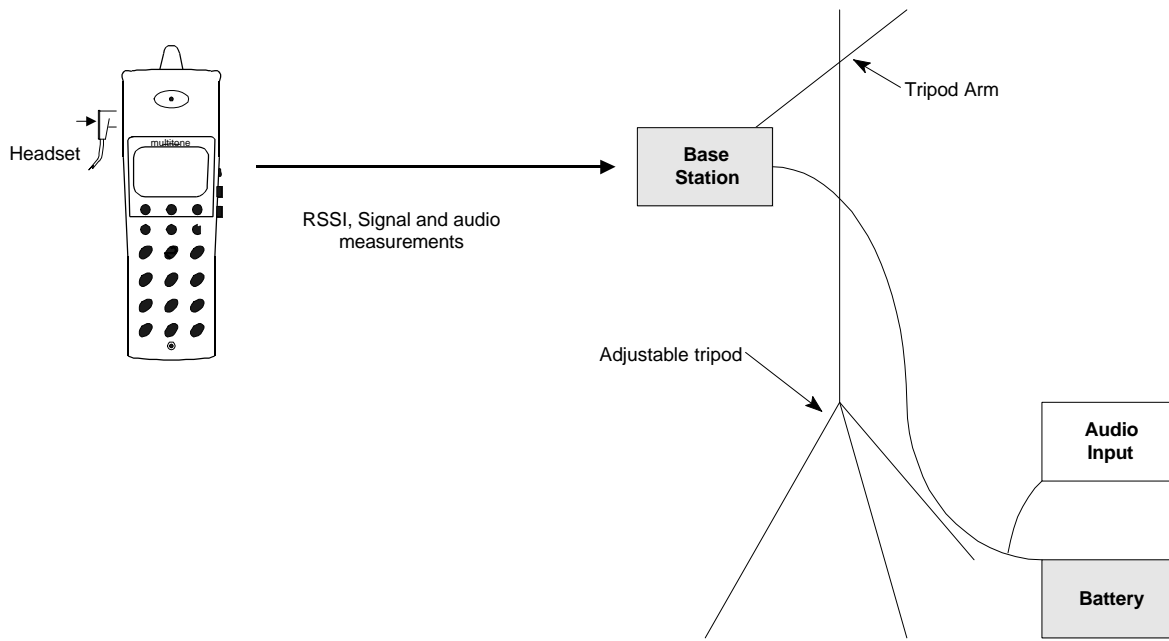 Tripod Arm
multitone
Headset
Base
Station
RSSI, Signal and audio
measurements
Adjustable tripod
Audio
Input
Battery